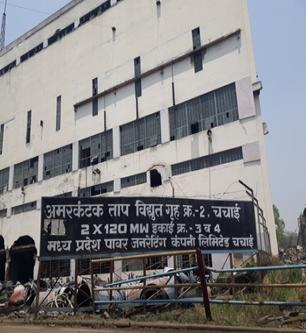 अमरकंटक ताप विद्युत गृह क्र.-2. चचाई
2 X 120 MW इकाई क्र. - 3 व 4
मध्य प्रदेश पावर जनरेटिंग कंपनी लिमिटेड चचाई